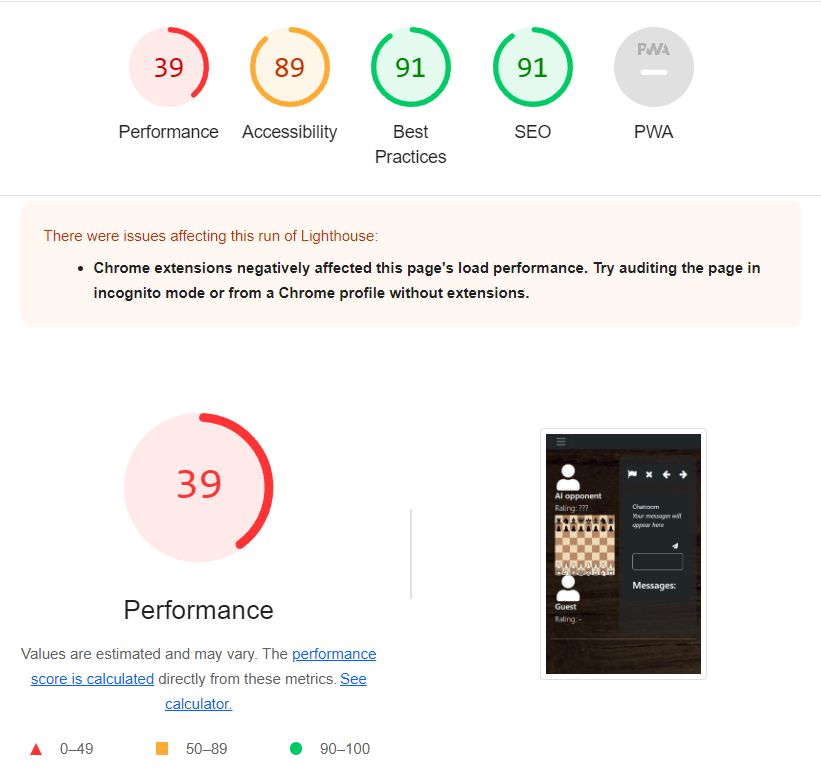 39
89
91
91
PWA
Performance
Accessibility
Best
Practices
SEO
PWA
There were issues affecting this run of Lighthouse:
• Chrome extensions negatively affected this page's load performance. Try auditing the page in
incognito mode or from a Chrome profile without extensions.
39
Performance
Values are estimated and may vary. The performance
score is calculated directly from these metrics. See
calculator.
0–49
50–89
90–100
AI opponent
Rating: ???
Guest
Rating: -
Chatroom
Your messages will
appear here
Messages: